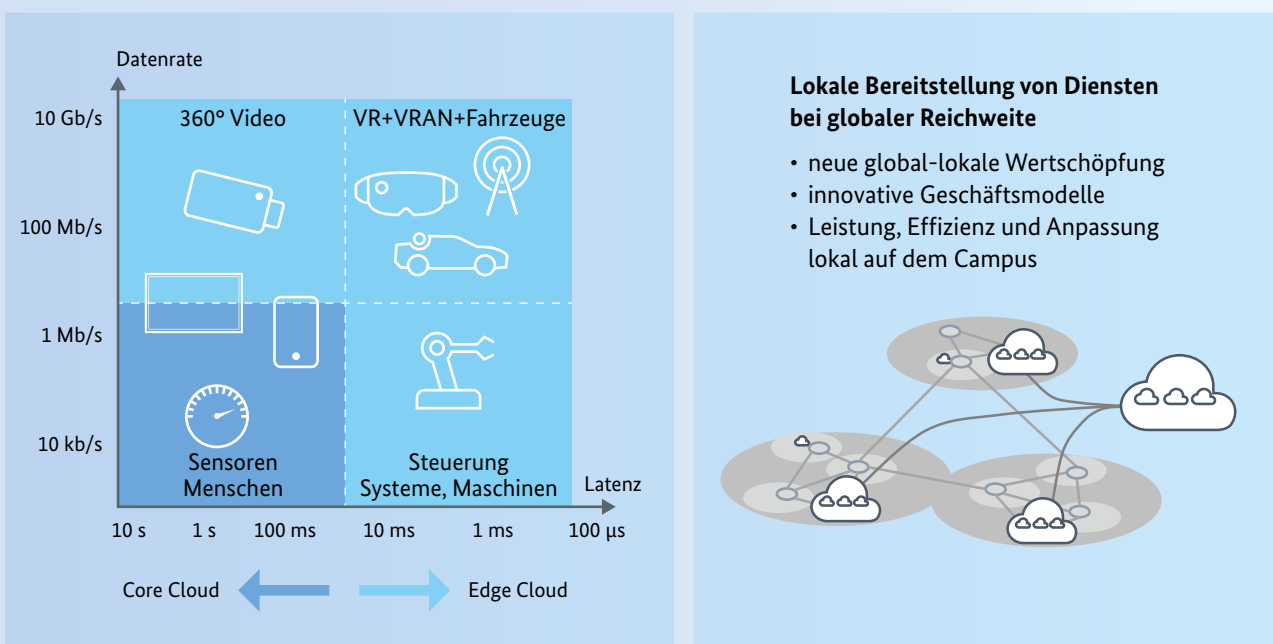 Datenrate
10 Gb/s
100 Mb/s
1 Mb/s
10 kb/s
360° Video
VR+VRAN+Fahrzeuge
Sensoren
Menschen
Steuerung
Systeme, Maschinen
Latenz
10 s
1 s
100 ms
10 ms
1 ms
100 µs
Core Cloud
Edge Cloud
Lokale Bereitstellung von Diensten
bei globaler Reichweite
• neue global-lokale Wertschöpfung
• innovative Geschäftsmodelle
• Leistung, Effizienz und Anpassung
lokal auf dem Campus